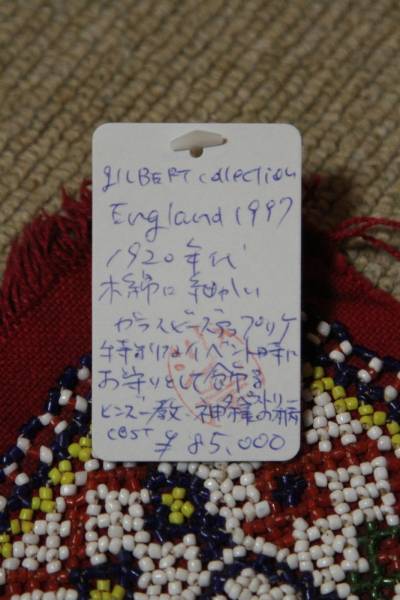 GILBERT collection
England 1997
1920年代
木綿に細かい
ガラスビーズアップリケ
特別なイベント時に
お守りとして飾る
ヒンズー教 神様の柄
cost ¥85,000